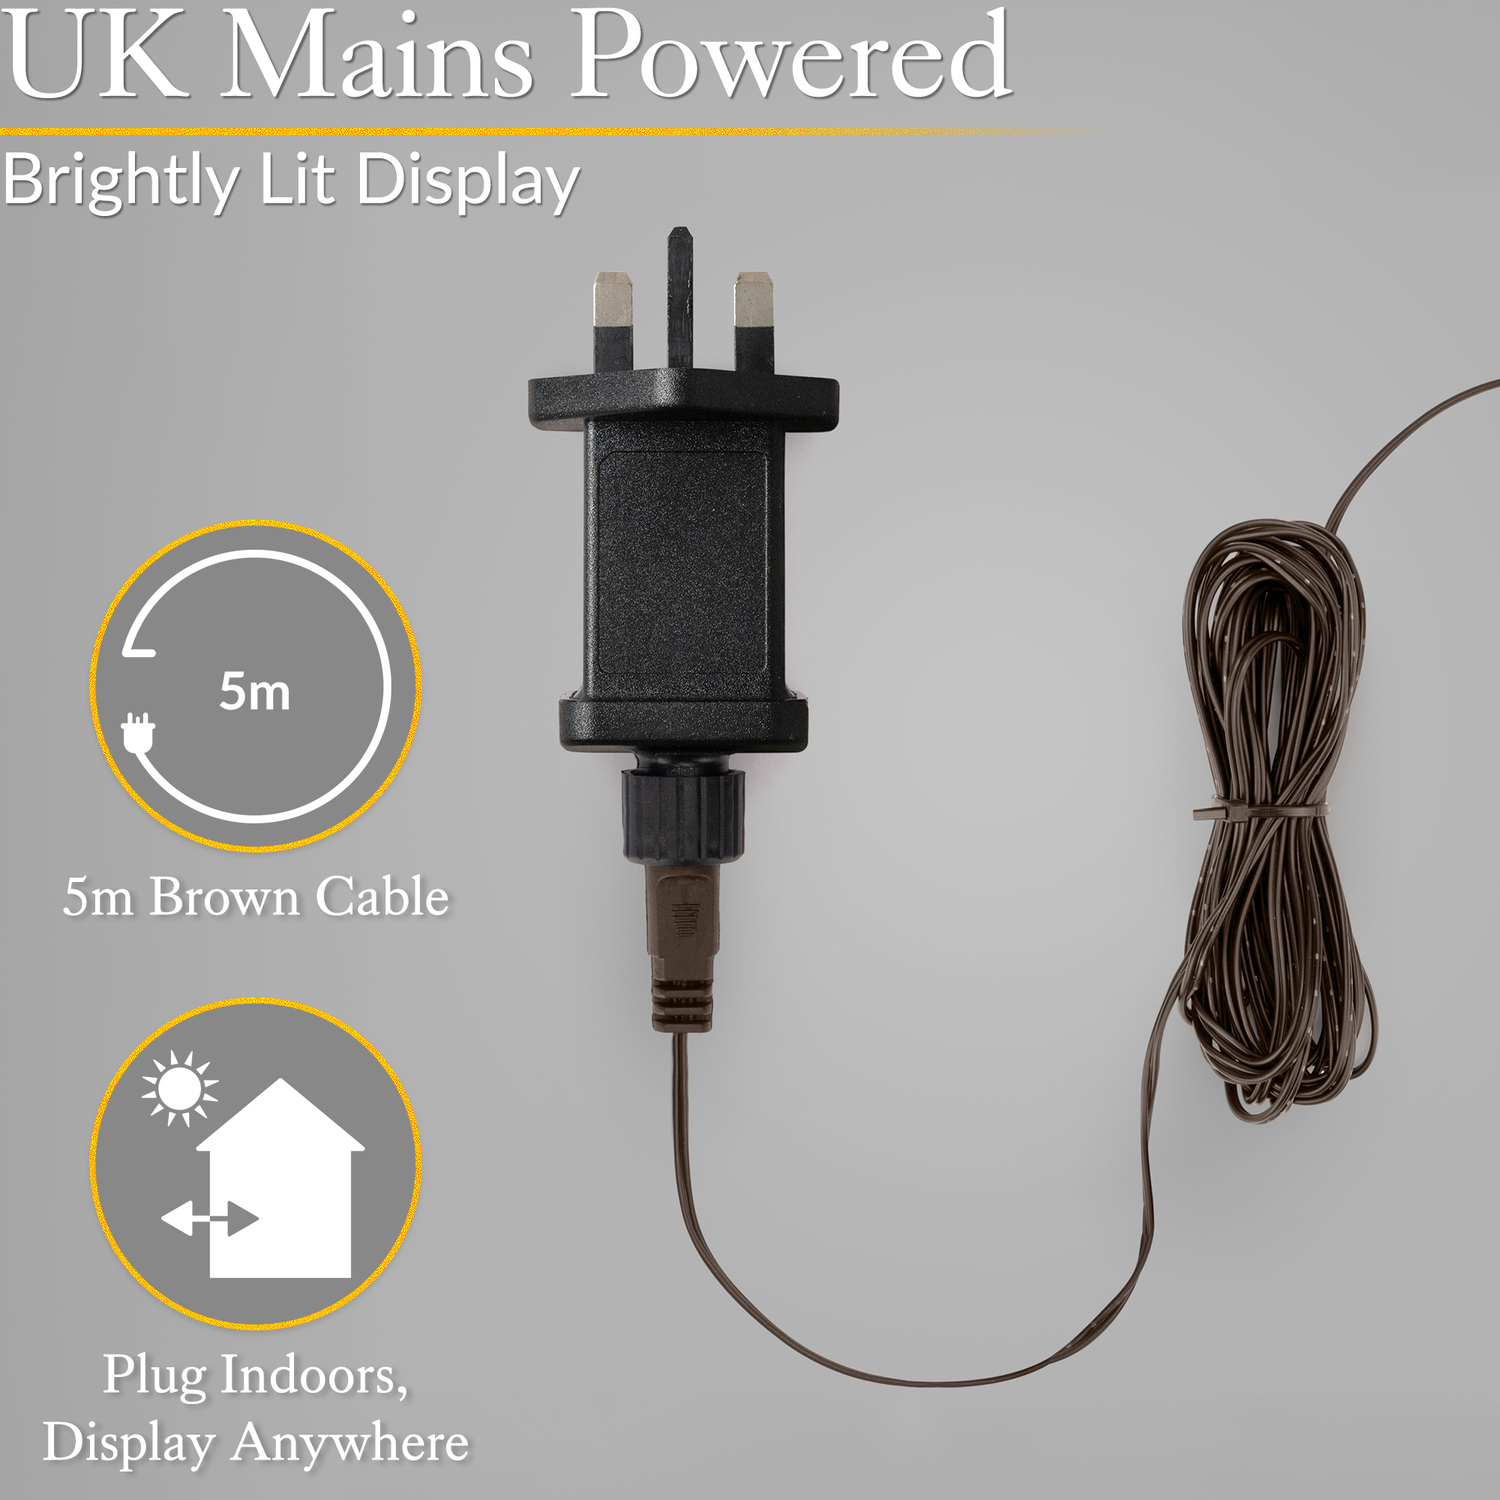 UK Mains Powered
Brightly Lit Display
5m
5m Brown Cable
Plug Indoors,
Display Anywhere